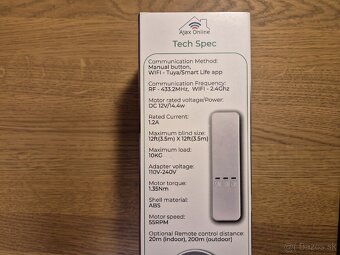 Ajax Online
Tech Spec
Communication Method:
Manual button,
WIFI - Tuya/Smart Life app
Communication Frequency:
RF - 433.2MHz, WIFI - 2.4Ghz
Motor rated voltage/Power:
DC 12V/14.4w
Rated Current:
1.2A
Maximum blind size:
12ft(3.5m) X 12ft(3.5m)
Maximum load:
10KG
Adapter voltage:
110V-240V
Motor torque:
1.35Nm
Shell material:
ABS
Motor speed:
55RPM
Optional Remote control distance:
20m (indoor), 200m (outdoor)